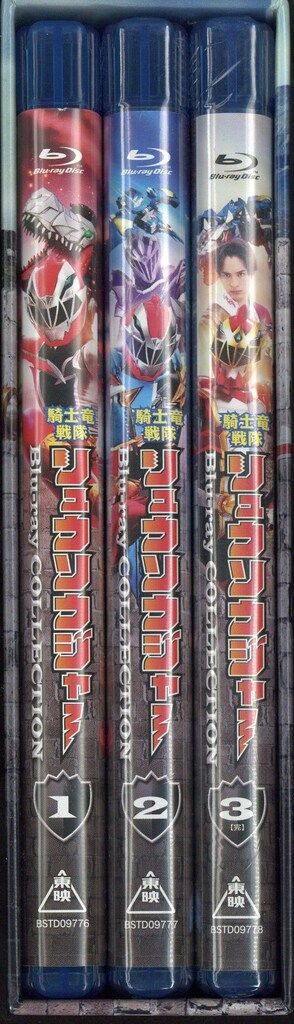 Blu-ray Disc
騎士竜
戦隊
リュウソウジャー
Blu-ray COLLECTION
1
東映
BSTD09776
Blu-ray Disc
騎士竜
戦隊
リュウソウジャー
Blu-ray COLLECTION
2
東映
BSTD09777
Blu-ray Disc
騎士竜
戦隊
リュウソウジャー
Blu-ray COLLECTION
3
[完]
東映
BSTD09778